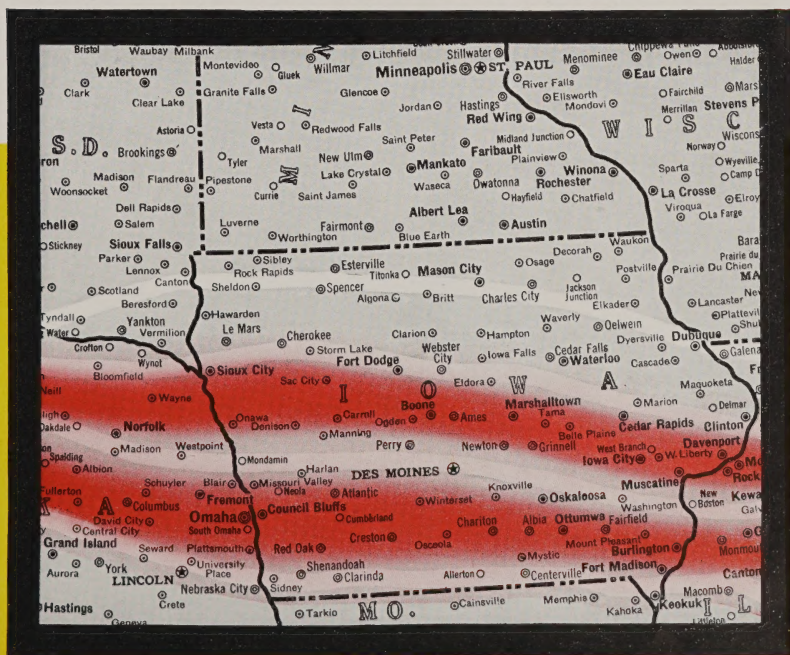 Bristol Waubay Milbank
Montevideo Willmar Litchfield Stillwater
Watertown Gluek Minneapolis ST. PAUL Menominee Owen
Clark Granite Falls Glencoe River Falls Eau Claire
Clear Lake Jordan Hastings Ellsworth Fairchild
Mondovi Merrillan Stevens P
Astoria Vesta Redwood Falls Red Wing
S. D. Brookings Marshall Saint Peter Midland Junction W I S C
Tyler New Ulm Mankato Faribault Plainview Norway
Madison Flandreau Pipestone Lake Crystal Winona Sparta Wyeville
Woonsocket Currie Saint James Waseca Owatonna Rochester Camp
Dell Rapids Hayfield Chatfield La Crosse
Viroqua Elroy
Salem Luverne Fairmont Albert Lea Austin La Farge
Stickney Sioux Falls Worthington Blue Earth Waukon
Parker Sibley Esterville Osage Decorah Prairie du
Lennox Rock Rapids Titonka Mason City Postville Prairie Du Chien
Canton Sheldon Spencer Charles City Jackson Junction
Scotland Algona Britt Elkader Lancaster
Beresford Hawarden Waverly Plattevil
Yankton Le Mars Cherokee Clarion Hampton Oelwein
Vermilion Storm Lake Webster City Dyersville Dubuque
Crofton Wynot Fort Dodge Iowa Falls Cedar Falls Galena
Waterloo Cascade
Bloomfield Sioux City Sac City I O W A Eldora Maquoketa
Wayne Boone Marshalltown Marion Delmar
Norfolk Onawa Carroll Ogden Ames Tama Cedar Rapids Clinton
Oakdale Denison Manning Belle Plaine
Madison Westpoint Perry Newton Grinnell West Branch Davenport
Spalding Mondamin Iowa City W. Liberty
Albion Harlan DES MOINES
Schuyler Blair Missouri Valley Knoxville Muscatine Rock
Fullerton Fremont Neola Atlantic Winterset Oskaloosa New Boston Kewa
A Columbus Council Bluffs Washington
David City Omaha Cumberland Chariton Albia Ottumwa Fairfield
Central City South Omaha Creston Osceola Mount Pleasant
Grand Island Seward Plattsmouth Red Oak Burlington Monmou
York University Place Shenandoah Mystic
Aurora LINCOLN Clarinda Allerton Centerville Fort Madison Canton
Nebraska City Sidney Macomb
Hastings Crete Tarkio MO. Cainsville Memphis Kahoka Keokuk I L
Geneva